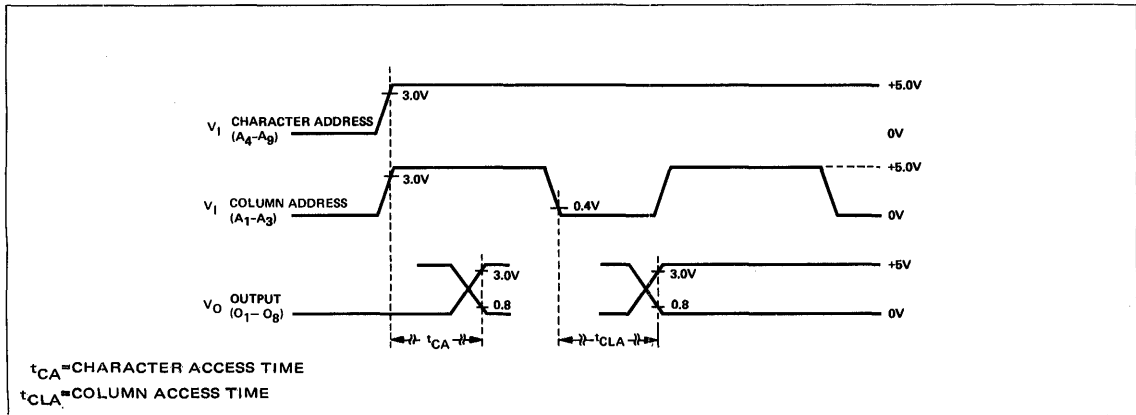 +5.0V
3.0V
VI CHARACTER ADDRESS
(A4–A9)
0V
+5.0V
3.0V
VI COLUMN ADDRESS
(A1–A3)
0.4V
0V
+5V
3.0V
3.0V
VO OUTPUT
(O1– O8)
0.8
0.8
0V
tCA
tCLA
tCA=CHARACTER ACCESS TIME
tCLA=COLUMN ACCESS TIME